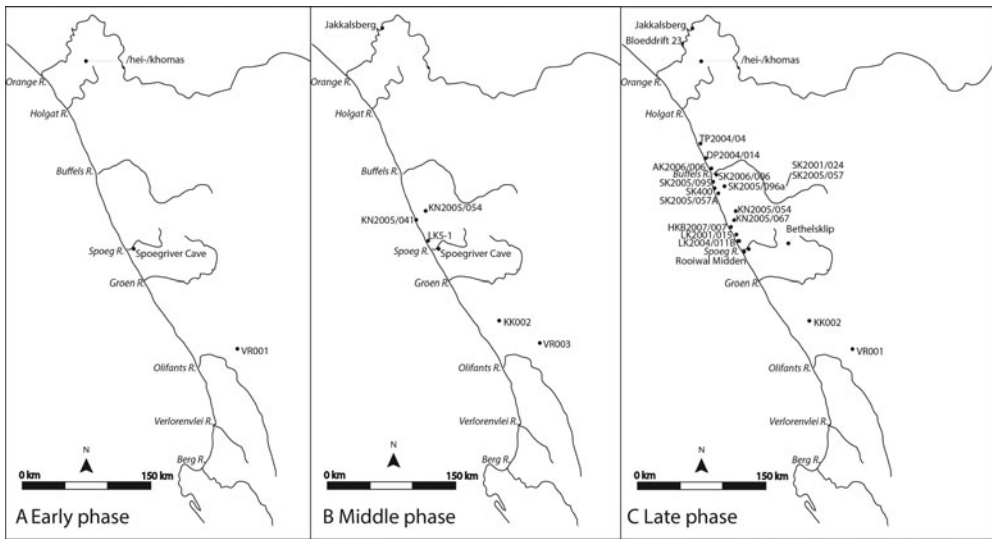 /hei-/khomas
Orange R.
Holgat R.
Buffels R.
Spoeg R.
Spoegriver Cave
Groen R.
VR001
Olifants R.
Verlorenvlei R.
Berg R.
N
0 km 150 km
A Early phase
Jakkalsberg
Orange R.
Holgat R.
Buffels R.
KN2005/054
KN2005/041
LK5-1
Spoeg R.
Spoegriver Cave
Groen R.
KK002
VR003
Olifants R.
Verlorenvlei R.
Berg R.
N
0 km 150 km
B Middle phase
Jakkalsberg
Bloeddrift 23
/hei-/khomas
Orange R.
Holgat R.
TP2004/04
DP2004/014
AK2006/006
SK2001/024
Buffels R.
SK2006/006
SK2005/057
SK2005/095
SK2005/096a
SK400
SK2005/057A
KN2005/054
KN2005/067
HKB2007/007
LK2001/015
Bethelsklip
LK2004/011B
Spoeg R.
Rooiwal Midden
Groen R.
KK002
VR001
Olifants R.
Verlorenvlei R.
Berg R.
N
0 km 150 km
C Late phase